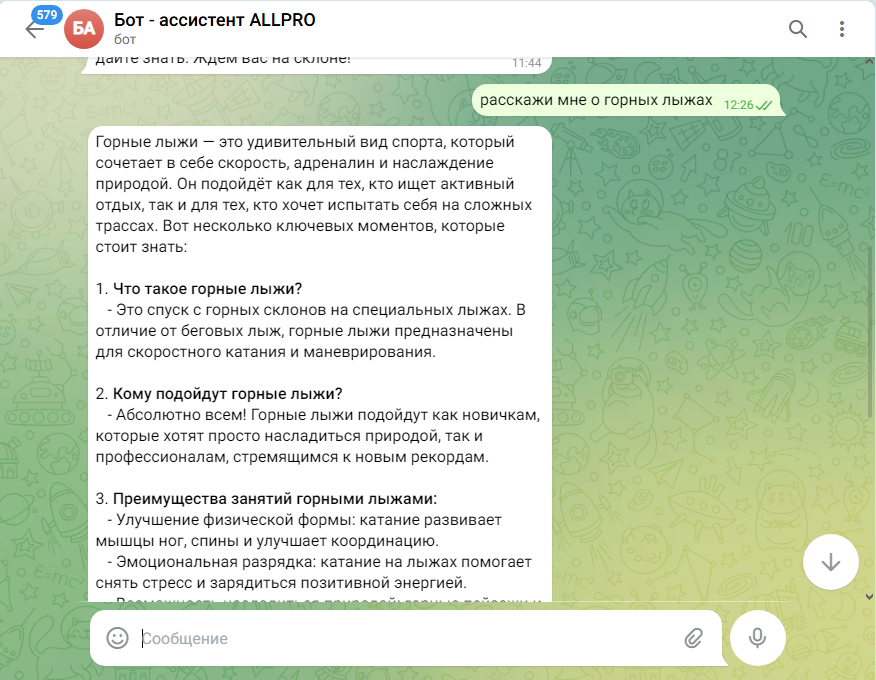 579
БА
Бот - ассистент ALLPRO
бот
дайте знать. Ждем вас на склоне!
11:44
расскажи мне о горных лыжах
12:26
Горные лыжи — это удивительный вид спорта, который
сочетает в себе скорость, адреналин и наслаждение
природой. Он подойдёт как для тех, кто ищет активный
отдых, так и для тех, кто хочет испытать себя на сложных
трассах. Вот несколько ключевых моментов, которые
стоит знать:
1. Что такое горные лыжи?
- Это спуск с горных склонов на специальных лыжах. В
отличие от беговых лыж, горные лыжи предназначены
для скоростного катания и маневрирования.
2. Кому подойдут горные лыжи?
- Абсолютно всем! Горные лыжи подойдут как новичкам,
которые хотят просто насладиться природой, так и
профессионалам, стремящимся к новым рекордам.
3. Преимущества занятий горными лыжами:
- Улучшение физической формы: катание развивает
мышцы ног, спины и улучшает координацию.
- Эмоциональная разрядка: катание на лыжах помогает
снять стресс и зарядиться позитивной энергией.
- Возможность насладиться природой: горные пейзажи и
Сообщение